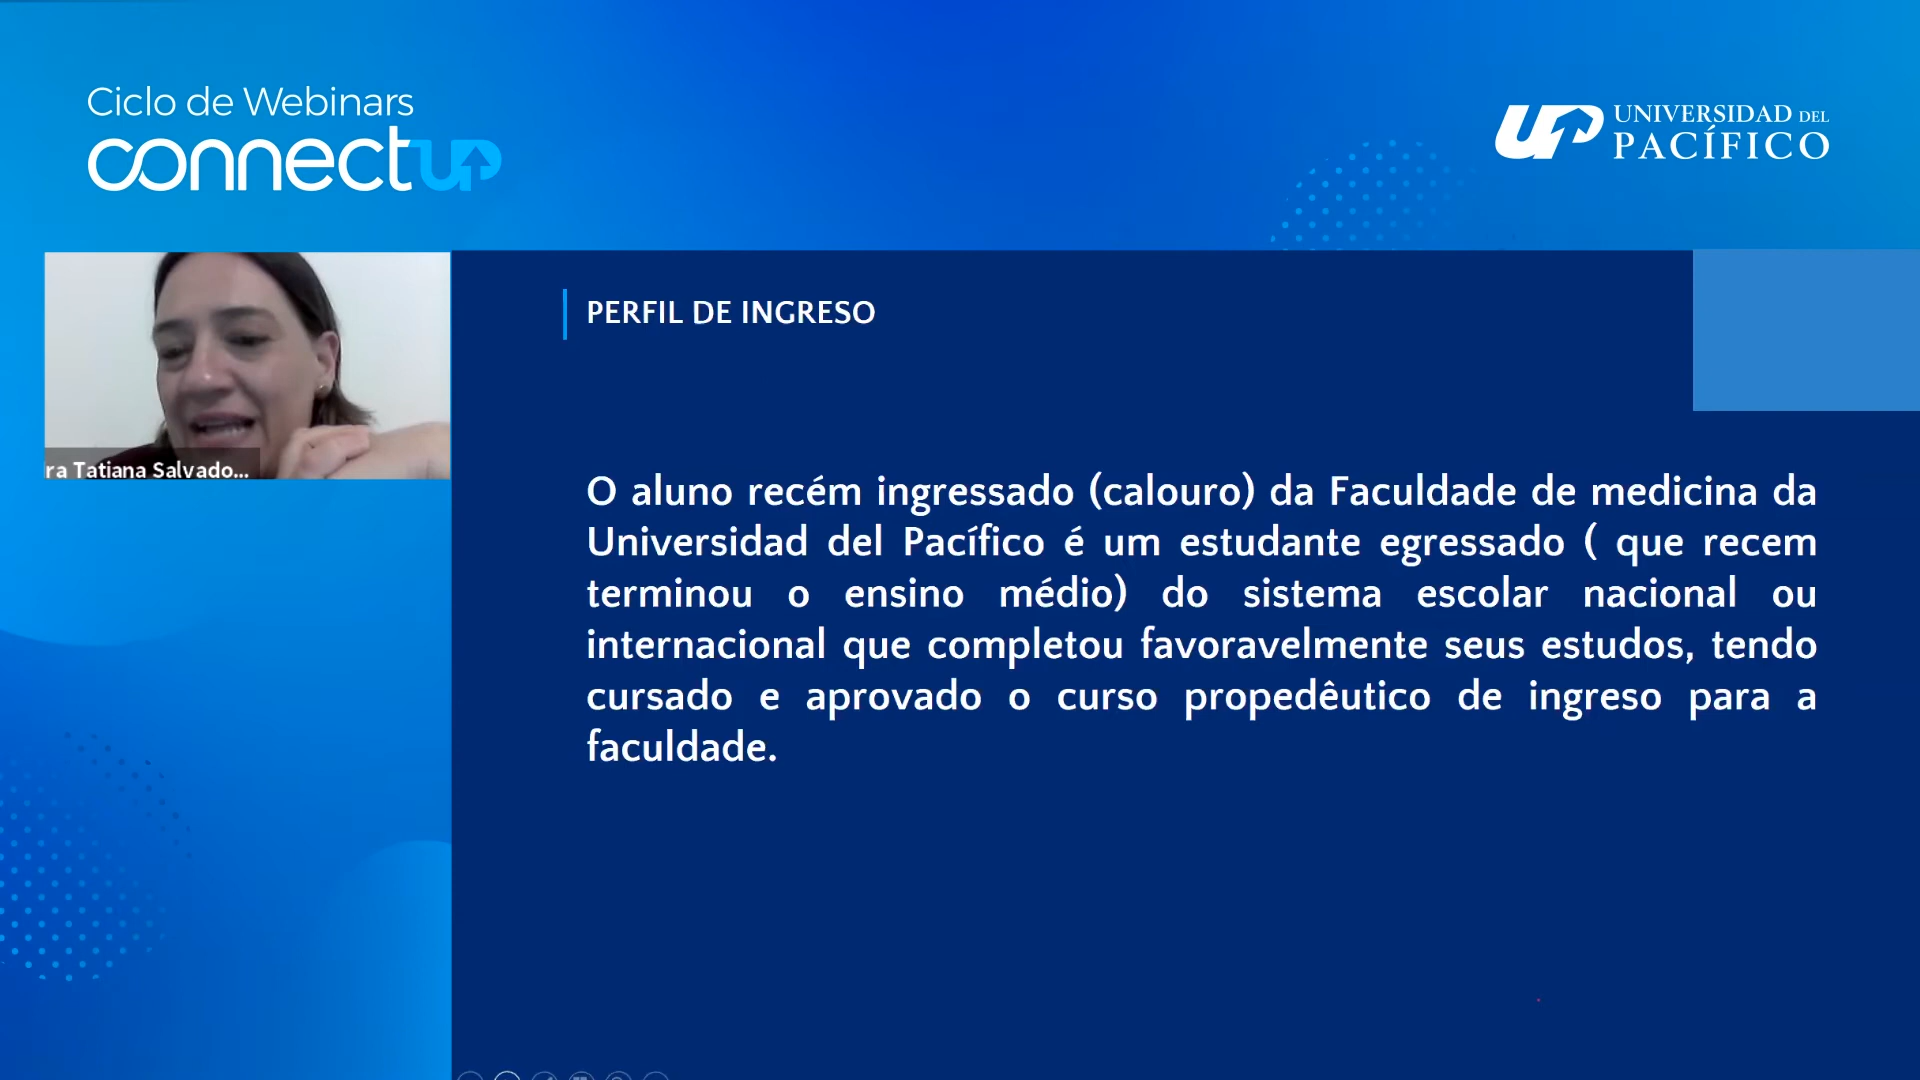 Ciclo de Webinars
connectup
UP UNIVERSIDAD DEL
PACÍFICO
ra Tatiana Salvado...
PERFIL DE INGRESO
O aluno recém ingressado (calouro) da Faculdade de medicina da
Universidad del Pacífico é um estudante egressado ( que recem
terminou o ensino médio) do sistema escolar nacional ou
internacional que completou favoravelmente seus estudos, tendo
cursado e aprovado o curso propedêutico de ingreso para a
faculdade.